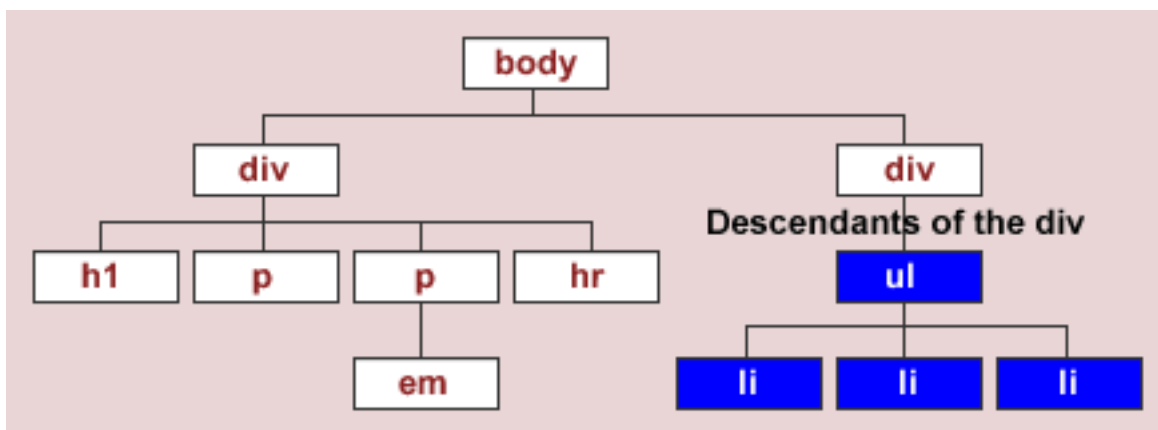 body
div div
Descendants of the div
h1 p p hr ul
em li li li